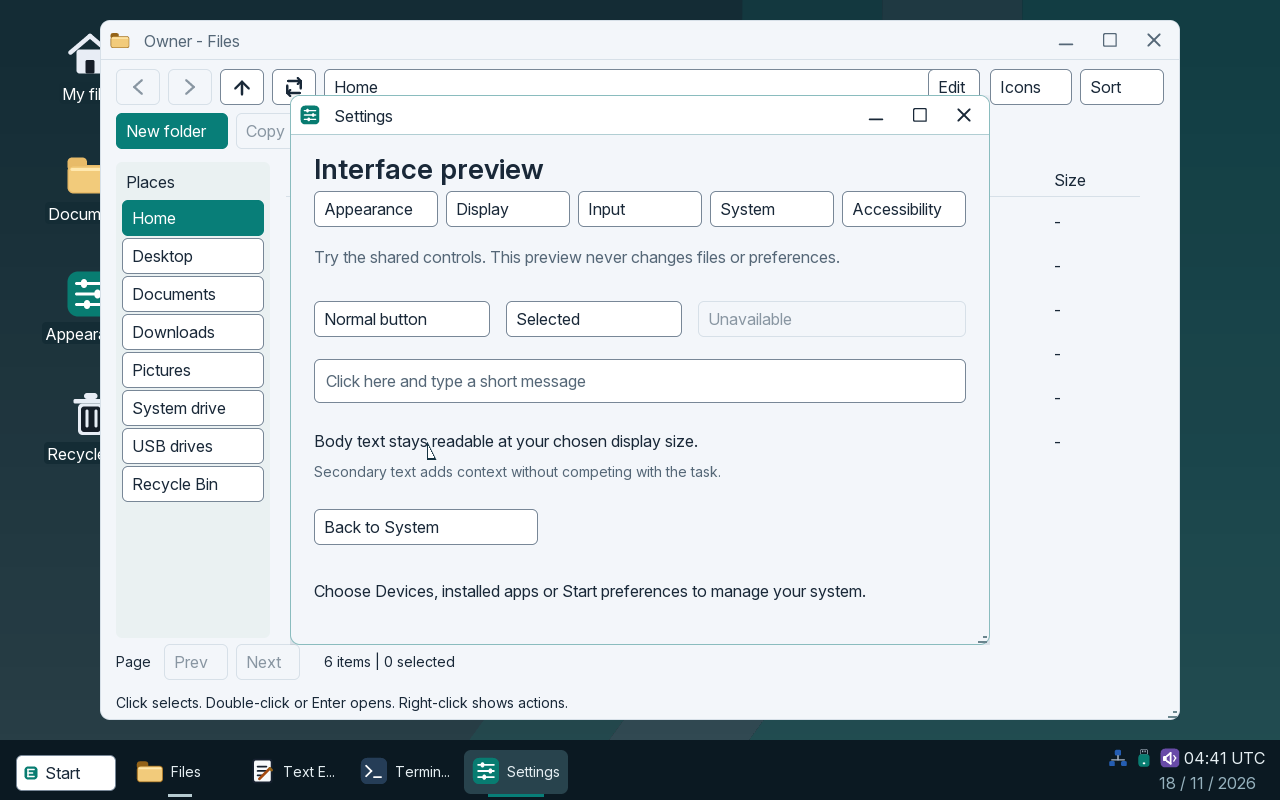 Owner - Files
My fil
Home
Edit
Icons
Sort
Settings
New folder
Copy
Interface preview
Places
Size
Home
Appearance
Display
Input
System
Accessibility
Docum
-
Desktop
Try the shared controls. This preview never changes files or preferences.
-
Documents
-
Normal button
Selected
Unavailable
Appeara
Downloads
-
Pictures
Click here and type a short message
-
System drive
USB drives
Body text stays readable at your chosen display size.
-
Recycle
Secondary text adds context without competing with the task.
Recycle Bin
Back to System
Choose Devices, installed apps or Start preferences to manage your system.
Page
Prev
Next
6 items | 0 selected
Click selects. Double-click or Enter opens. Right-click shows actions.
Start
Files
Text E...
Termin...
Settings
04:41 UTC
18 / 11 / 2026